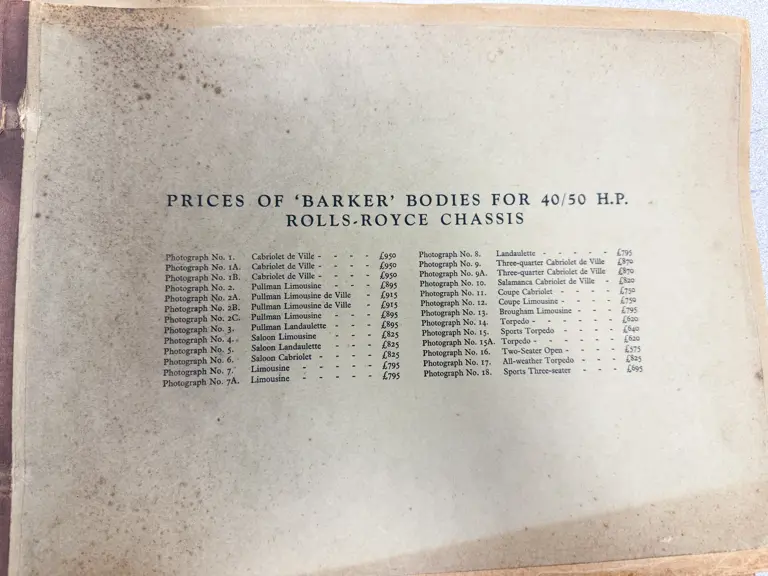 PRICES OF 'BARKER' BODIES FOR 40/50 H.P.
ROLLS-ROYCE CHASSIS
Photograph No. 1. Cabriolet de Ville - - - - £950
Photograph No. 1A. Cabriolet de Ville - - - - £950
Photograph No. 1B. Cabriolet de Ville - - - - £950
Photograph No. 2. Pullman Limousine - - - - £895
Photograph No. 2A. Pullman Limousine de Ville - - £915
Photograph No. 2B. Pullman Limousine de Ville - - £915
Photograph No. 2C. Pullman Limousine - - - - £895
Photograph No. 3. Pullman Landaulette - - - - £895
Photograph No. 4. Saloon Limousine - - - - £825
Photograph No. 5. Saloon Landaulette - - - - £825
Photograph No. 6. Saloon Cabriolet - - - - £825
Photograph No. 7. Limousine - - - - - £795
Photograph No. 7A. Limousine - - - - - £795
Photograph No. 8. Landaulette - - - - - £795
Photograph No. 9. Three-quarter Cabriolet de Ville £870
Photograph No. 9A. Three-quarter Cabriolet de Ville £870
Photograph No. 10. Salamanca Cabriolet de Ville - £820
Photograph No. 11. Coupe Cabriolet - - - - £750
Photograph No. 12. Coupe Limousine - - - - £750
Photograph No. 13. Brougham Limousine - - - £795
Photograph No. 14. Torpedo - - - - - £620
Photograph No. 15. Sports Torpedo - - - - £640
Photograph No. 15A. Torpedo - - - - - £620
Photograph No. 16. Two-Seater Open - - - - £575
Photograph No. 17. All-weather Torpedo - - - £825
Photograph No. 18. Sports Three-seater - - - £695